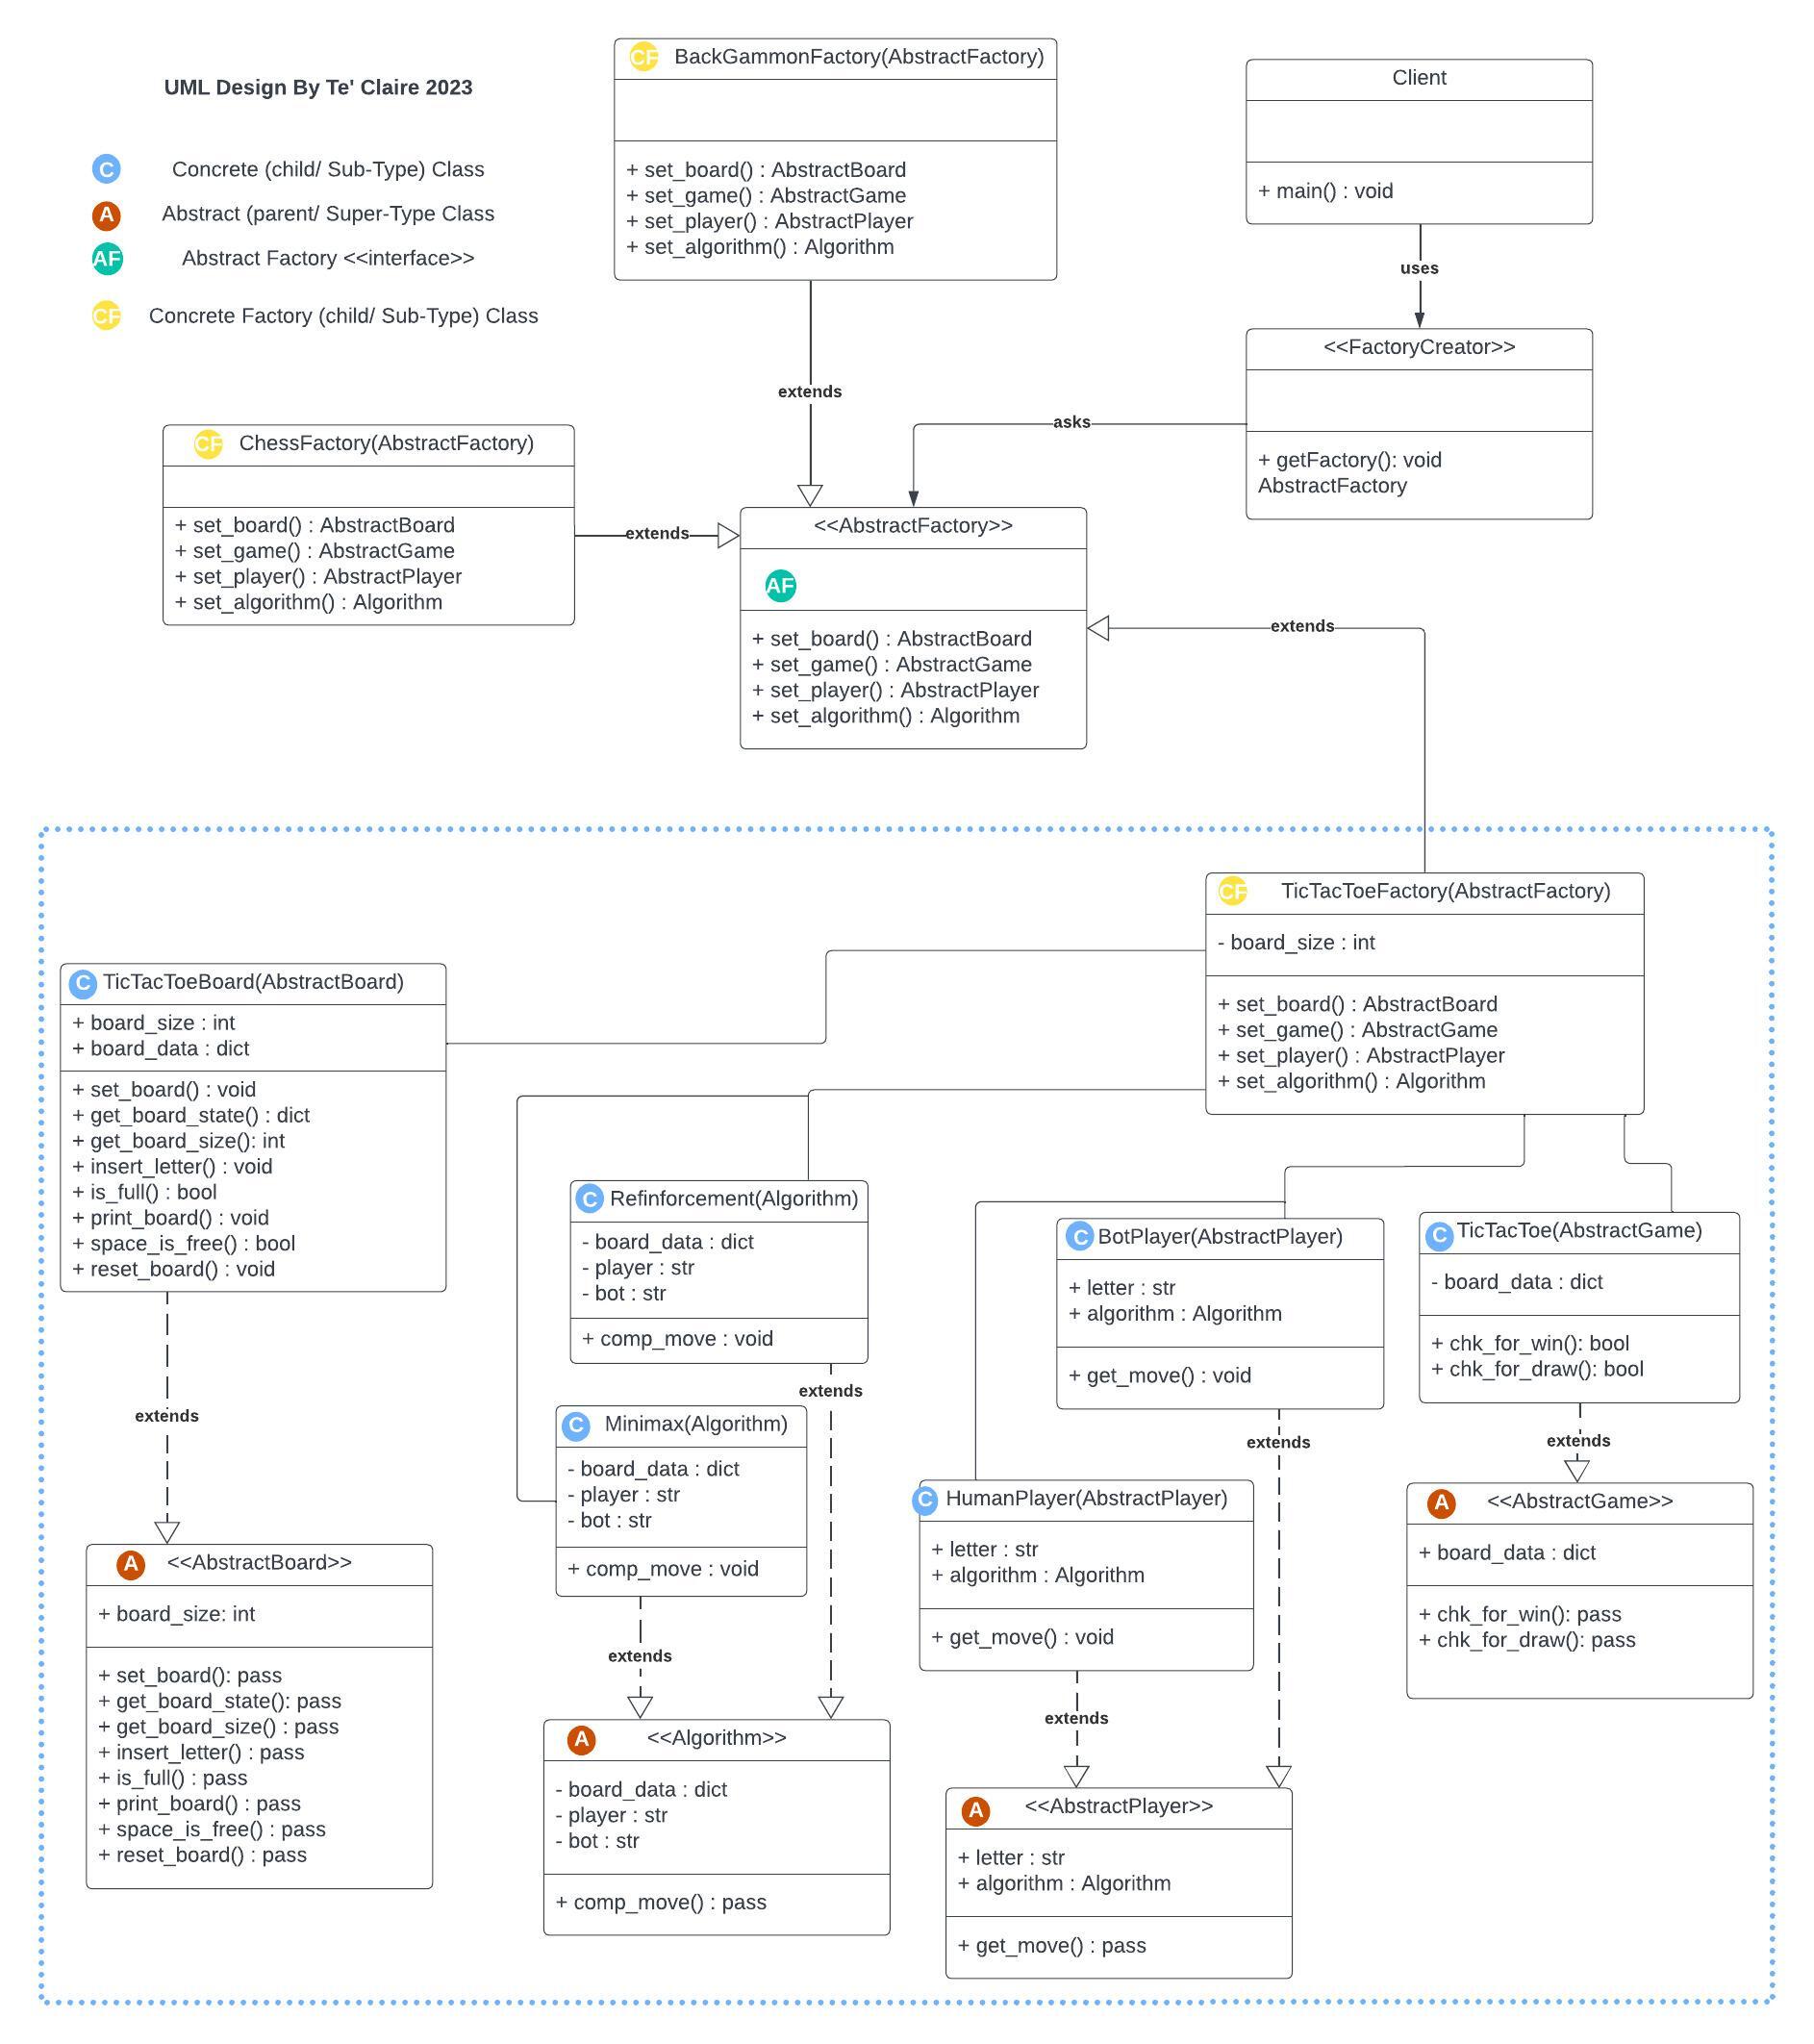 UML Design By Te' Claire 2023
C
Concrete (child/ Sub-Type) Class
A
Abstract (parent/ Super-Type Class
AF
Abstract Factory <<interface>>
CF
Concrete Factory (child/ Sub-Type) Class
CF
BackGammonFactory(AbstractFactory)
+ set_board() : AbstractBoard
+ set_game() : AbstractGame
+ set_player() : AbstractPlayer
+ set_algorithm() : Algorithm
Client
+ main() : void
uses
<<FactoryCreator>>
+ getFactory(): void
AbstractFactory
extends
asks
CF
ChessFactory(AbstractFactory)
+ set_board() : AbstractBoard
+ set_game() : AbstractGame
+ set_player() : AbstractPlayer
+ set_algorithm() : Algorithm
extends
<<AbstractFactory>>
AF
+ set_board() : AbstractBoard
+ set_game() : AbstractGame
+ set_player() : AbstractPlayer
+ set_algorithm() : Algorithm
extends
CF
TicTacToeFactory(AbstractFactory)
- board_size : int
+ set_board() : AbstractBoard
+ set_game() : AbstractGame
+ set_player() : AbstractPlayer
+ set_algorithm() : Algorithm
C
TicTacToeBoard(AbstractBoard)
+ board_size : int
+ board_data : dict
+ set_board() : void
+ get_board_state() : dict
+ get_board_size(): int
+ insert_letter() : void
+ is_full() : bool
+ print_board() : void
+ space_is_free() : bool
+ reset_board() : void
extends
C
Refinforcement(Algorithm)
- board_data : dict
- player : str
- bot : str
+ comp_move : void
extends
C
BotPlayer(AbstractPlayer)
+ letter : str
+ algorithm : Algorithm
+ get_move() : void
extends
C
TicTacToe(AbstractGame)
- board_data : dict
+ chk_for_win(): bool
+ chk_for_draw(): bool
extends
C
Minimax(Algorithm)
- board_data : dict
- player : str
- bot : str
+ comp_move : void
extends
C
HumanPlayer(AbstractPlayer)
+ letter : str
+ algorithm : Algorithm
+ get_move() : void
extends
A
<<AbstractGame>>
+ board_data : dict
+ chk_for_win(): pass
+ chk_for_draw(): pass
A
<<AbstractBoard>>
+ board_size: int
+ set_board(): pass
+ get_board_state(): pass
+ get_board_size() : pass
+ insert_letter() : pass
+ is_full() : pass
+ print_board() : pass
+ space_is_free() : pass
+ reset_board() : pass
A
<<Algorithm>>
- board_data : dict
- player : str
- bot : str
+ comp_move() : pass
A
<<AbstractPlayer>>
+ letter : str
+ algorithm : Algorithm
+ get_move() : pass